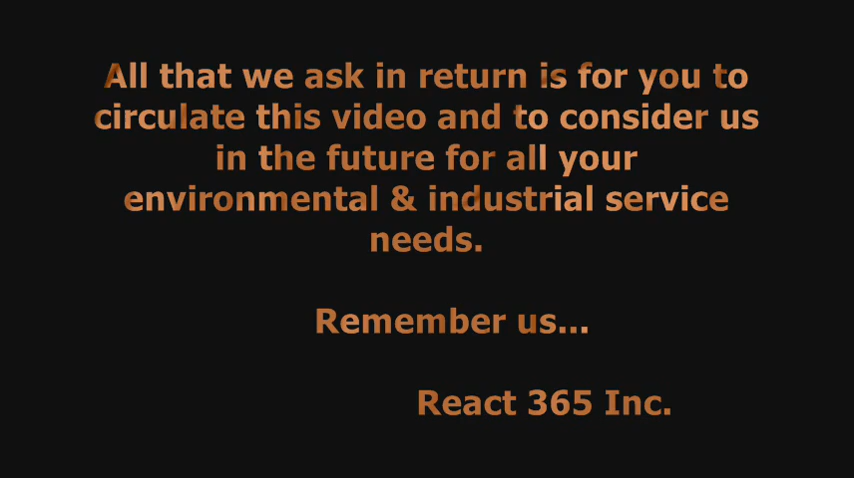 All that we ask in return is for you to
circulate this video and to consider us
in the future for all your
environmental & industrial service
needs.
Remember us...
React 365 Inc.